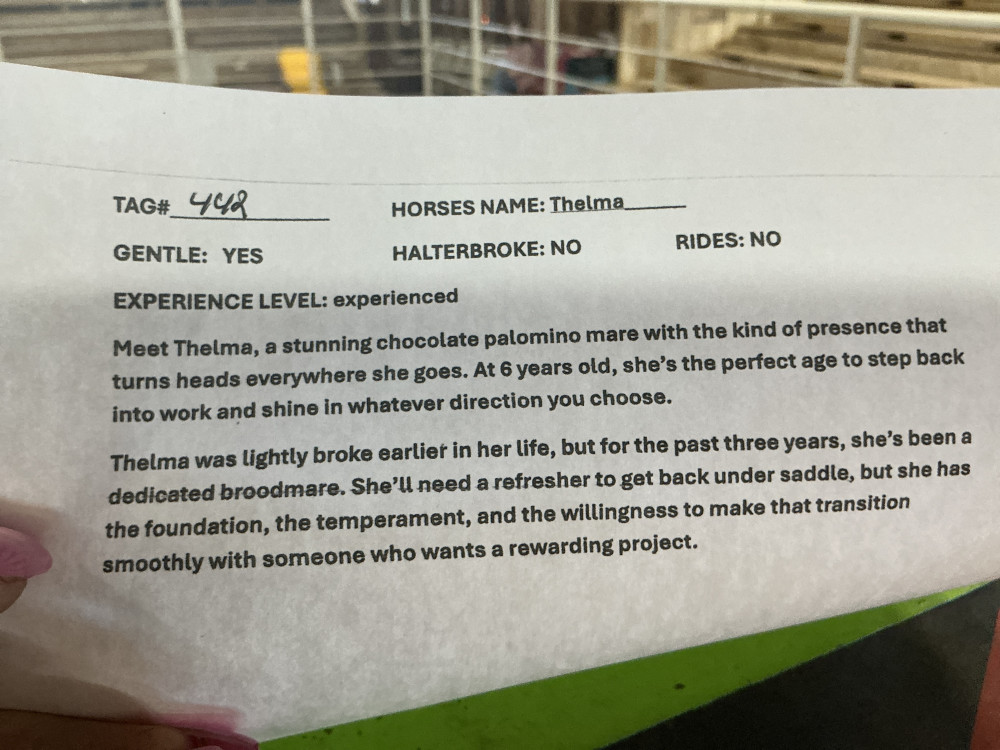 TAG# 442 HORSES NAME: Thelma
GENTLE: YES HALTERBROKE: NO RIDES: NO
EXPERIENCE LEVEL: experienced
Meet Thelma, a stunning chocolate palomino mare with the kind of presence that
turns heads everywhere she goes. At 6 years old, she's the perfect age to step back
into work and shine in whatever direction you choose.
Thelma was lightly broke earlier in her life, but for the past three years, she's been a
dedicated broodmare. She'll need a refresher to get back under saddle, but she has
the foundation, the temperament, and the willingness to make that transition
smoothly with someone who wants a rewarding project.